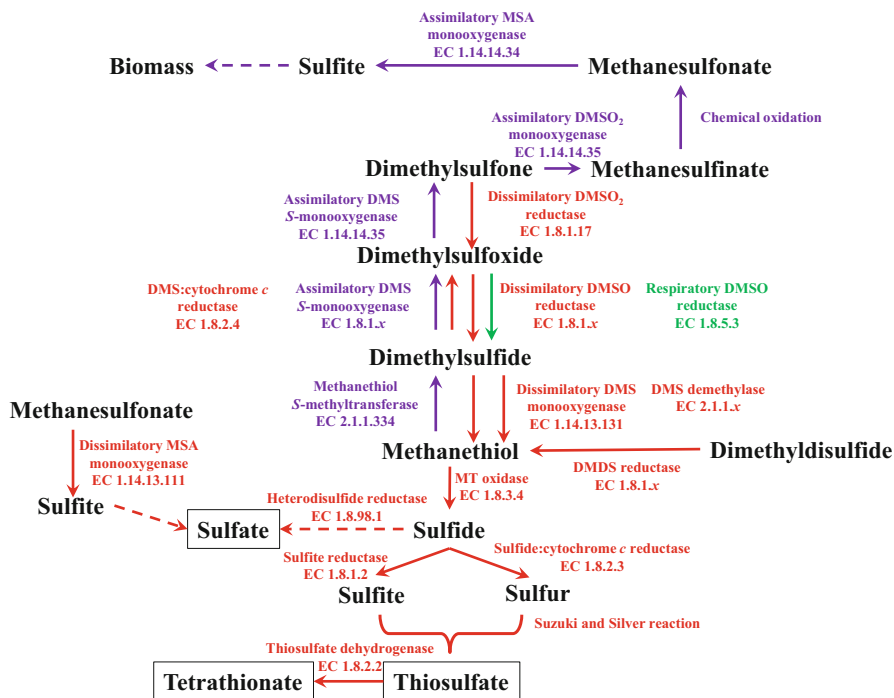 Assimilatory MSA
monooxygenase
EC 1.14.14.34
Biomass
Sulfite
Methanesulfonate
Assimilatory DMSO₂
monooxygenase
EC 1.14.14.35
Chemical oxidation
Dimethylsulfone
Methanesulfinate
Assimilatory DMS
S-monooxygenase
EC 1.14.14.35
Dissimilatory DMSO₂
reductase
EC 1.8.1.17
Dimethylsulfoxide
DMS:cytochrome c
reductase
EC 1.8.2.4
Assimilatory DMS
S-monooxygenase
EC 1.8.1.x
Dissimilatory DMSO
reductase
EC 1.8.1.x
Respiratory DMSO
reductase
EC 1.8.5.3
Dimethylsulfide
Methanethiol
S-methyltransferase
EC 2.1.1.334
Dissimilatory DMS
monooxygenase
EC 1.14.13.131
DMS demethylase
EC 2.1.1.x
Methanesulfonate
Methanethiol
Dimethyldisulfide
Dissimilatory MSA
monooxygenase
EC 1.14.13.111
MT oxidase
EC 1.8.3.4
DMDS reductase
EC 1.8.1.x
Sulfite
Heterodisulfide reductase
EC 1.8.98.1
Sulfate
Sulfide
Sulfite reductase
EC 1.8.1.2
Sulfide:cytochrome c reductase
EC 1.8.2.3
Sulfite
Sulfur
Suzuki and Silver reaction
Thiosulfate dehydrogenase
EC 1.8.2.2
Tetrathionate
Thiosulfate